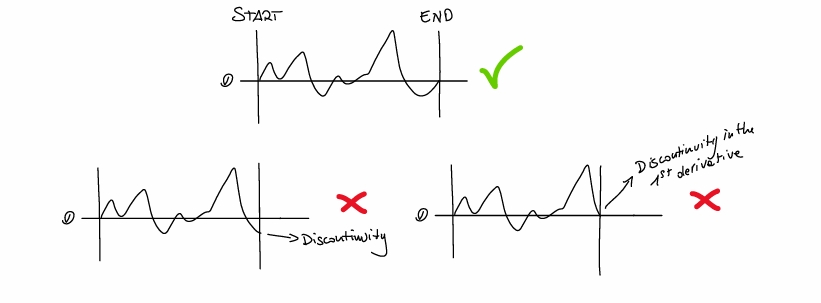 START
END
0
Discontinuity in the
1st derivative
0
0
Discontinuity